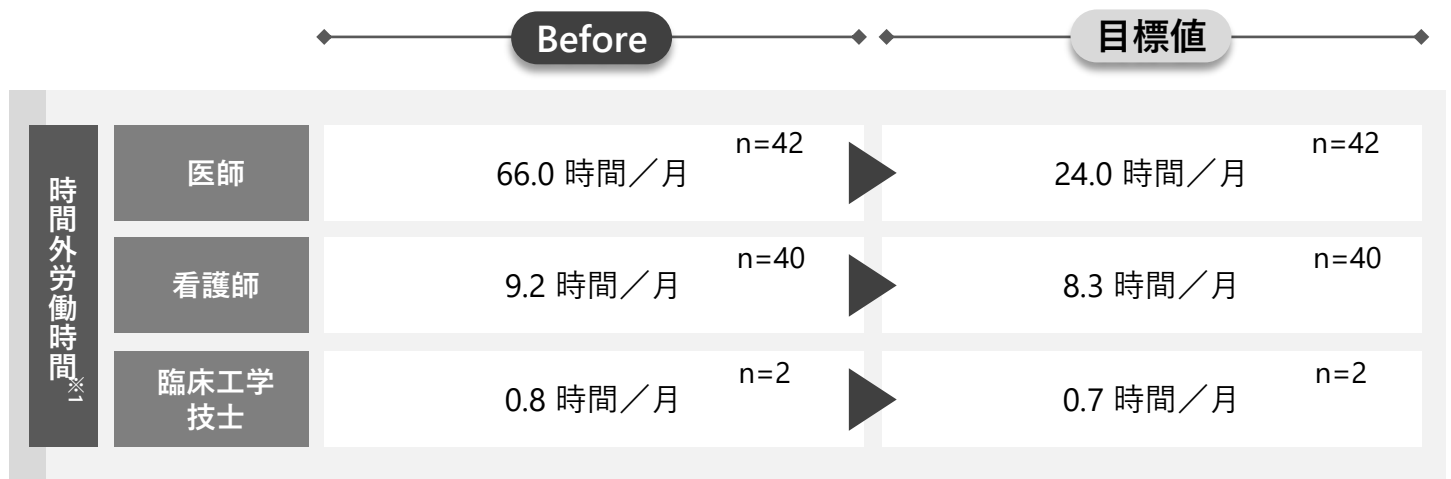 Before
目標値
時間外労働時間※1
医師
n=42
66.0 時間／月
n=42
24.0 時間／月
看護師
n=40
9.2 時間／月
n=40
8.3 時間／月
臨床工学
技士
n=2
0.8 時間／月
n=2
0.7 時間／月